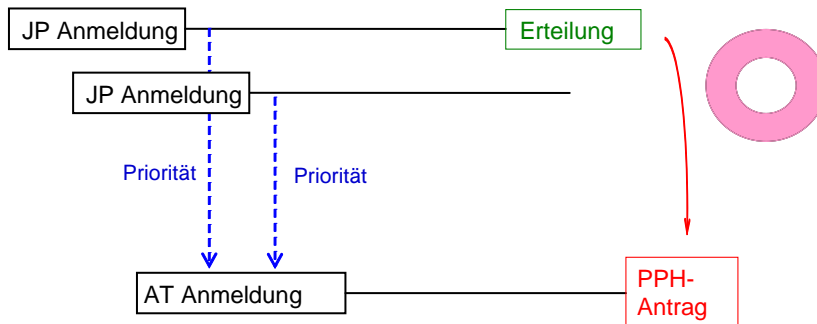 JP Anmeldung
Erteilung
JP Anmeldung
Priorität
Priorität
AT Anmeldung
PPH-
Antrag